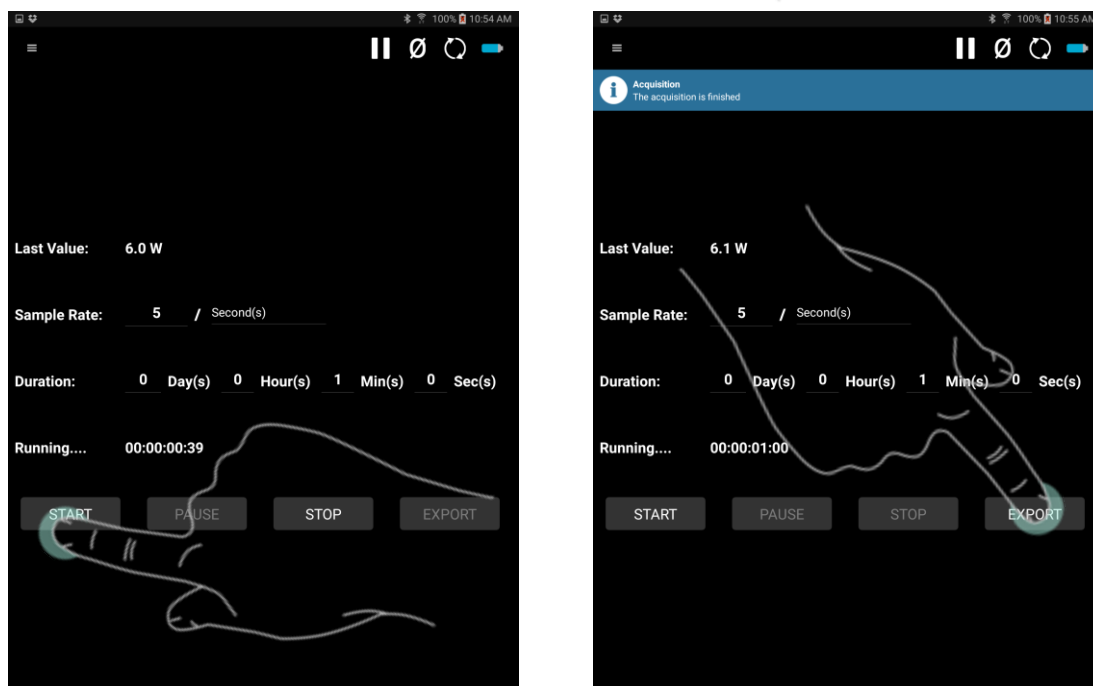 100% 10:54 AM
Ø
Last Value: 6.0 W
Sample Rate: 5 / Second(s)
Duration: 0 Day(s) 0 Hour(s) 1 Min(s) 0 Sec(s)
Running.... 00:00:00:39
START PAUSE STOP EXPORT
100% 10:55 AM
Ø
i
Acquisition
The acquisition is finished
Last Value: 6.1 W
Sample Rate: 5 / Second(s)
Duration: 0 Day(s) 0 Hour(s) 1 Min(s) 0 Sec(s)
Running.... 00:00:01:00
START PAUSE STOP EXPORT